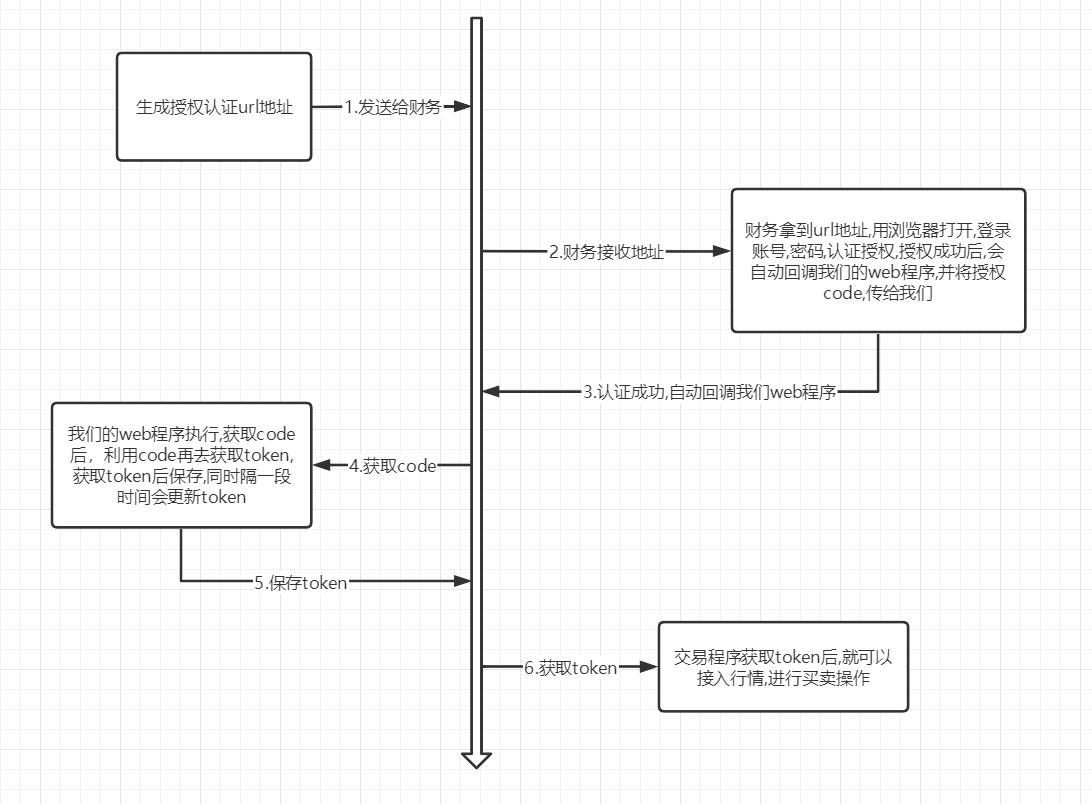 生成授权认证url地址
1.发送给财务
财务拿到url地址,用浏览器打开,登录
账号,密码,认证授权,授权成功后,会
自动回调我们的web程序,并将授权
code,传给我们
2.财务接收地址
3.认证成功,自动回调我们web程序
我们的web程序执行,获取code
后，利用code再去获取token,
获取token后保存,同时隔一段
时间会更新token
4.获取code
5.保存token
6.获取token
交易程序获取token后,就可以
接入行情,进行买卖操作